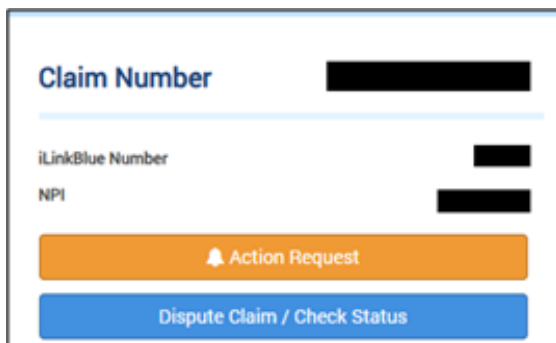 Claim Number
iLinkBlue Number
NPI
Action Request
Dispute Claim / Check Status